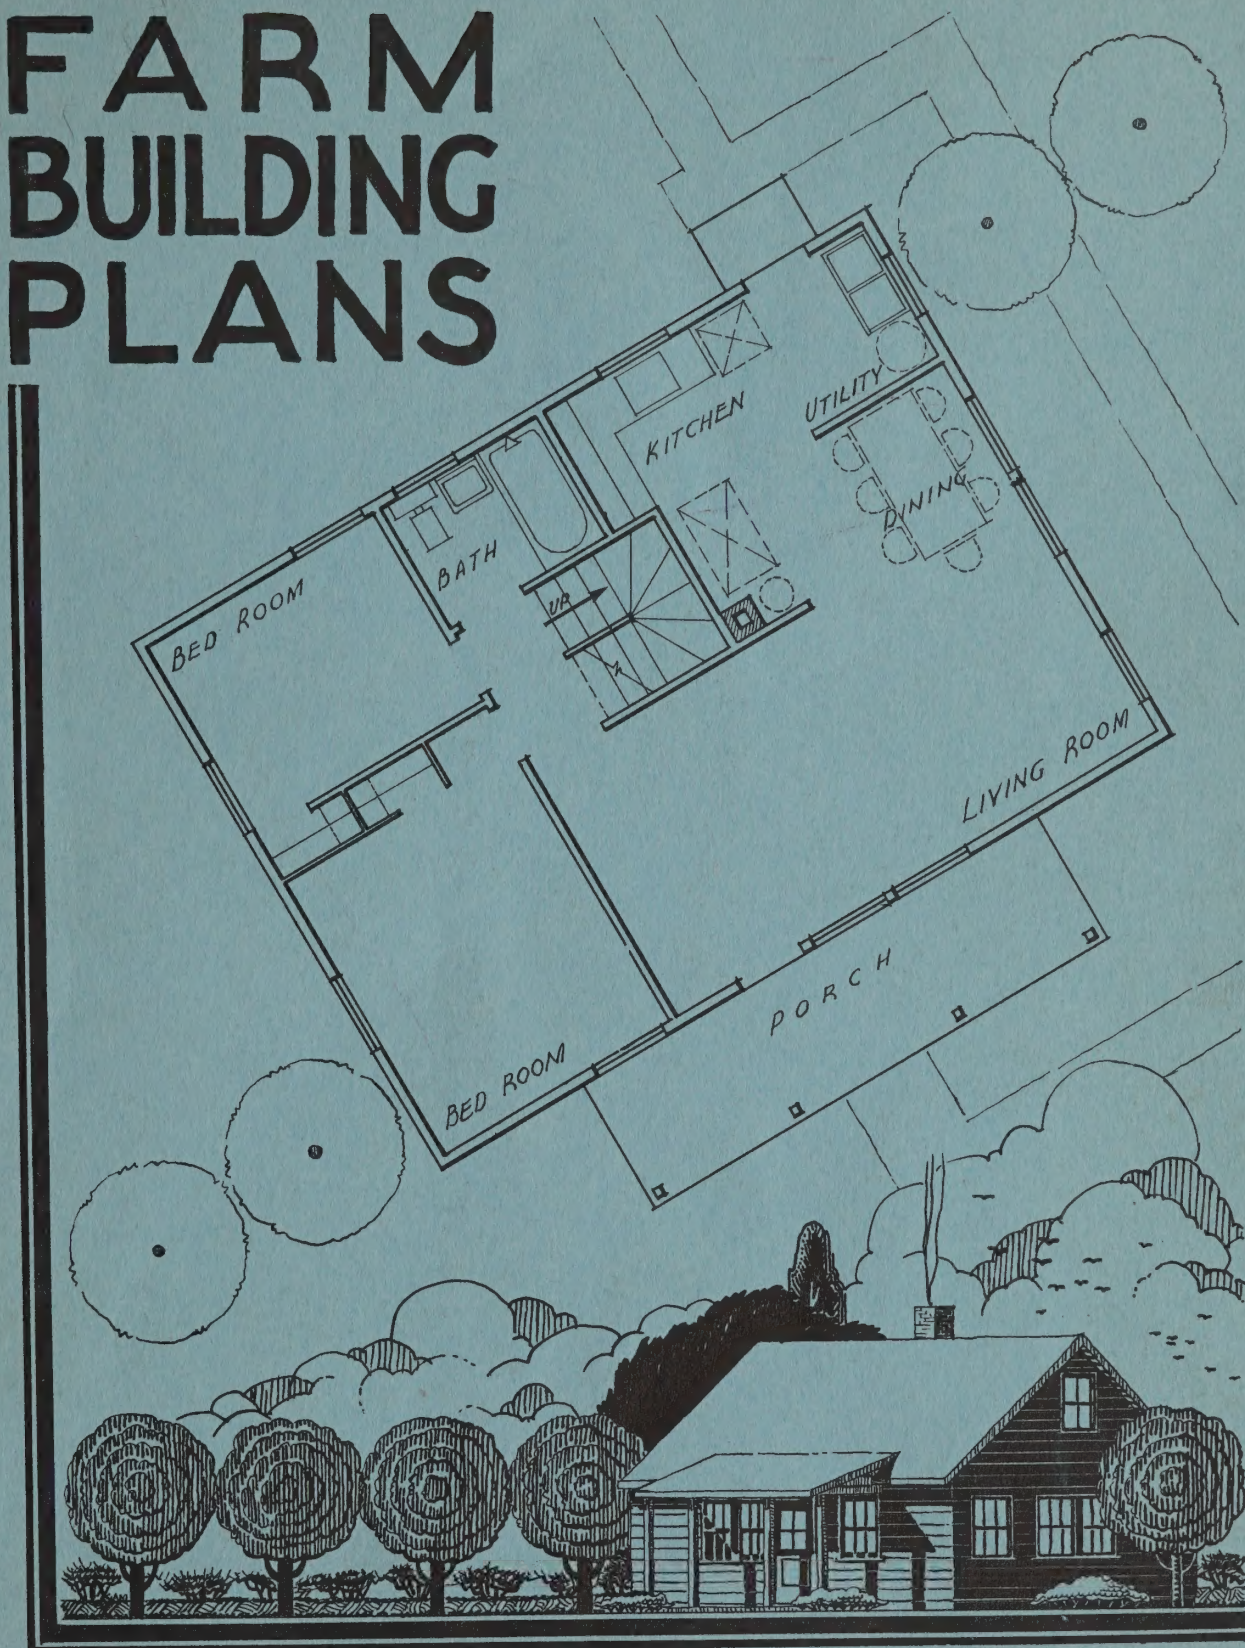 FARM
BUILDING
PLANS
KITCHEN
UTILITY
DINING
BATH
UP
BED ROOM
LIVING ROOM
PORCH
BED ROOM